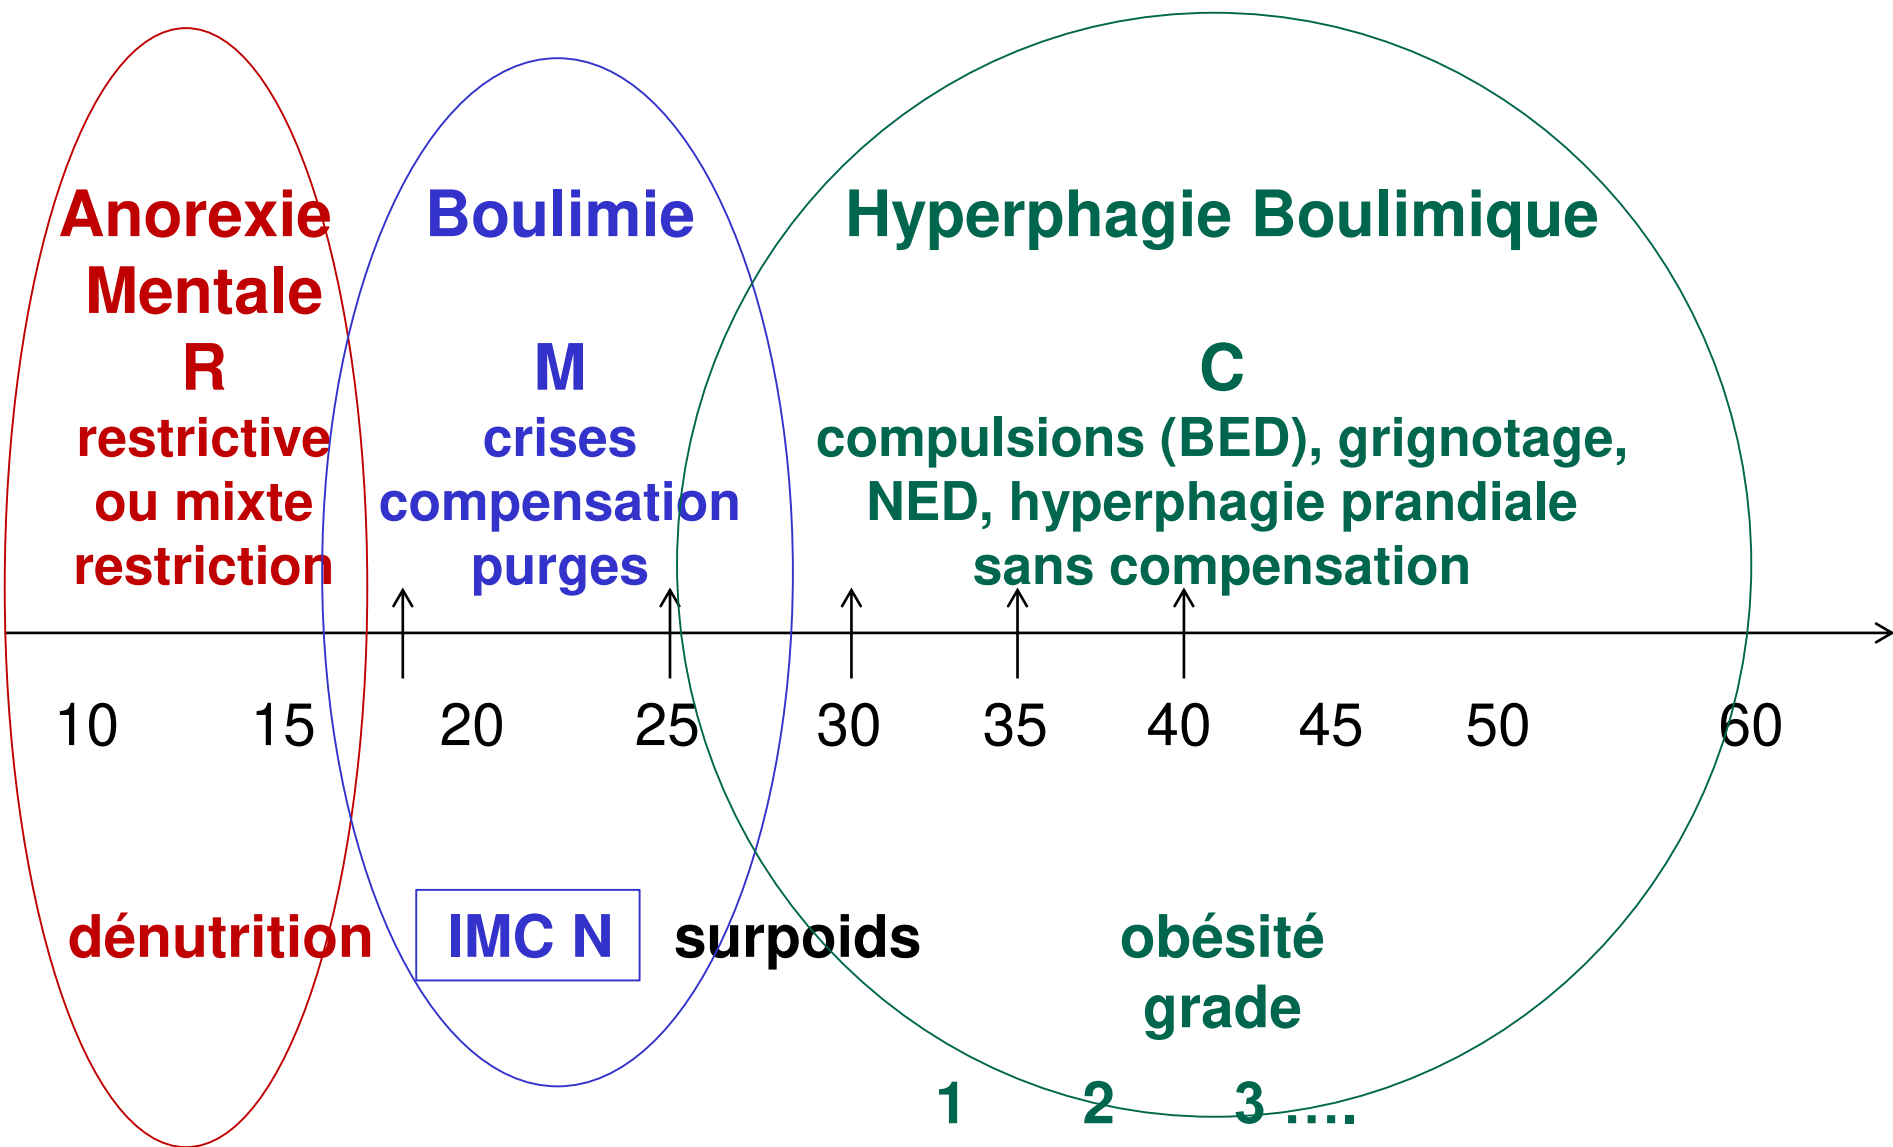 Anorexie
Mentale
R
restrictive
ou mixte
restriction
Boulimie
M
crises
compensation
purges
Hyperphagie Boulimique
C
compulsions (BED), grignotage,
NED, hyperphagie prandiale
sans compensation
10 15 20 25 30 35 40 45 50 60
dénutrition
IMC N
surpoids
obésité
grade
1 2 3 ....